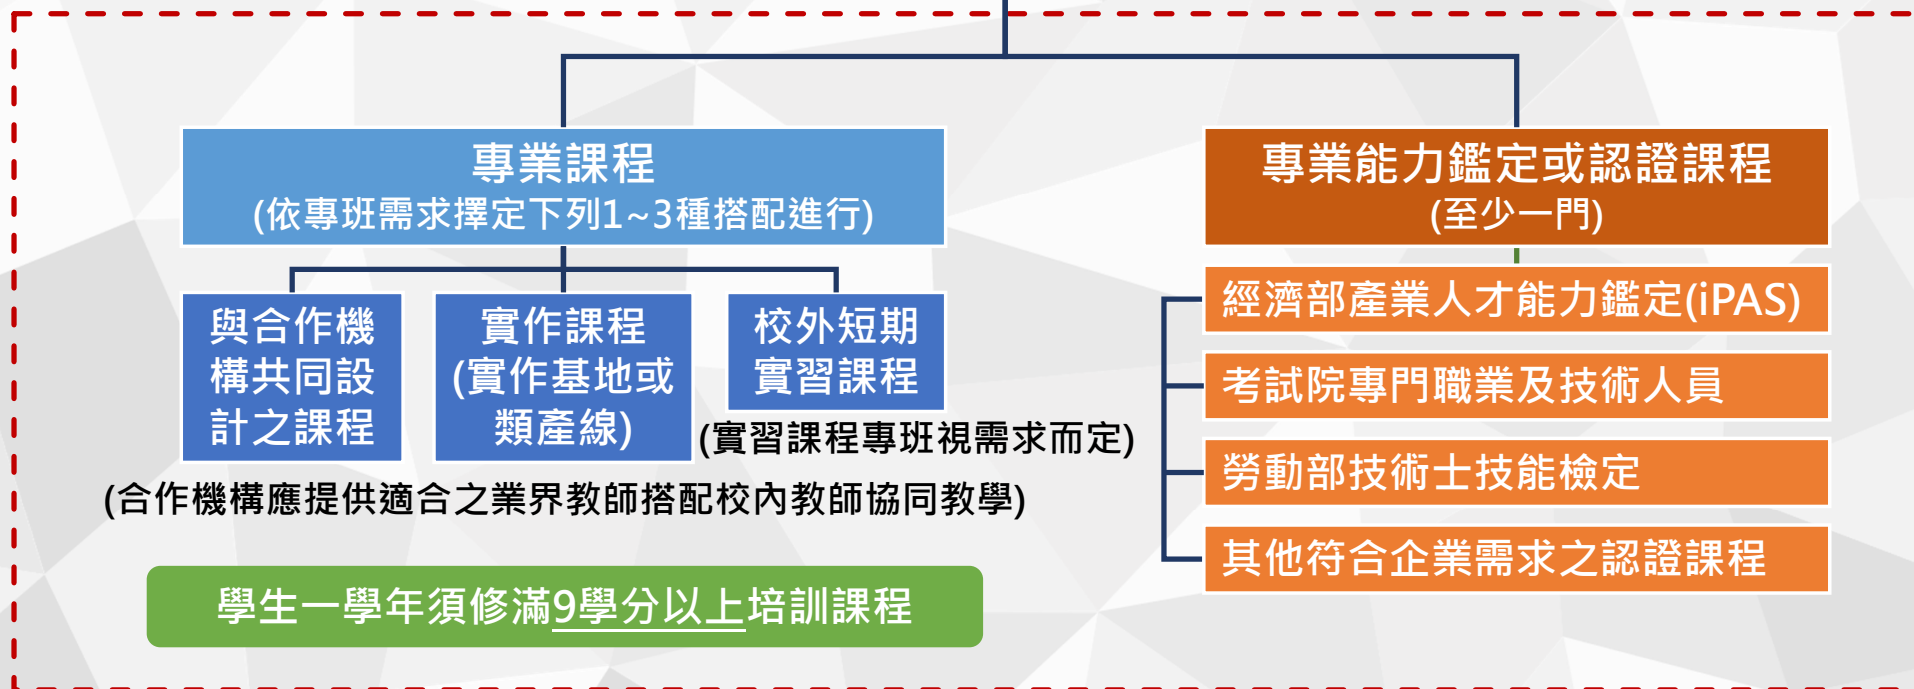 專業課程
(依專班需求擇定下列1~3種搭配進行)
與合作機
構共同設
計之課程
實作課程
(實作基地或
類產線)
校外短期
實習課程
(實習課程專班視需求而定)
(合作機構應提供適合之業界教師搭配校內教師協同教學)
學生一學年須修滿9學分以上培訓課程
專業能力鑑定或認證課程
(至少一門)
經濟部產業人才能力鑑定(iPAS)
考試院專門職業及技術人員
勞動部技術士技能檢定
其他符合企業需求之認證課程